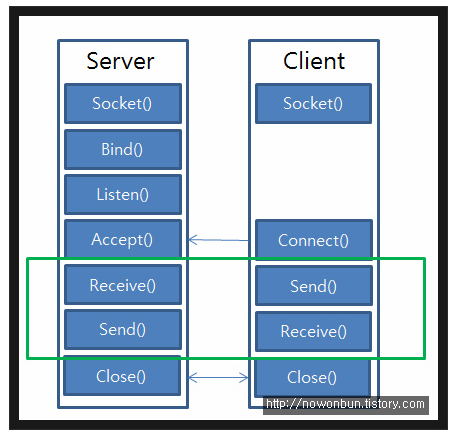 Server
Socket()
Bind()
Listen()
Accept()
Receive()
Send()
Close()
Client
Socket()
Connect()
Send()
Receive()
Close()
http://nowonbun.tistory.com